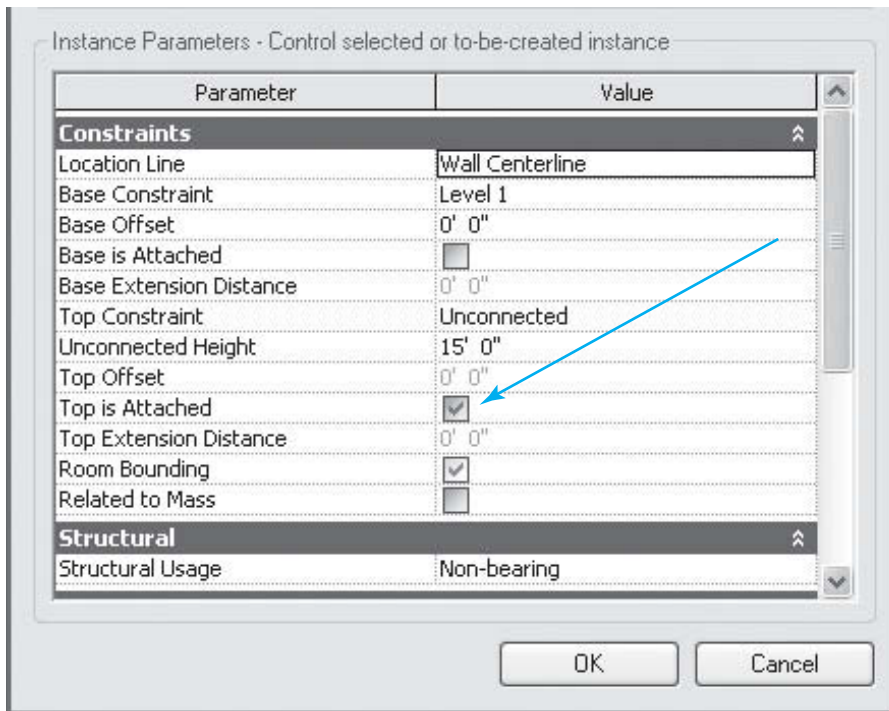 Instance Parameters - Control selected or to-be-created instance
Parameter Value
Constraints
Location Line Wall Centerline
Base Constraint Level 1
Base Offset 0' 0"
Base is Attached
Base Extension Distance 0' 0"
Top Constraint Unconnected
Unconnected Height 15' 0"
Top Offset 0' 0"
Top is Attached
Top Extension Distance 0' 0"
Room Bounding
Related to Mass
Structural
Structural Usage Non-bearing
OK Cancel